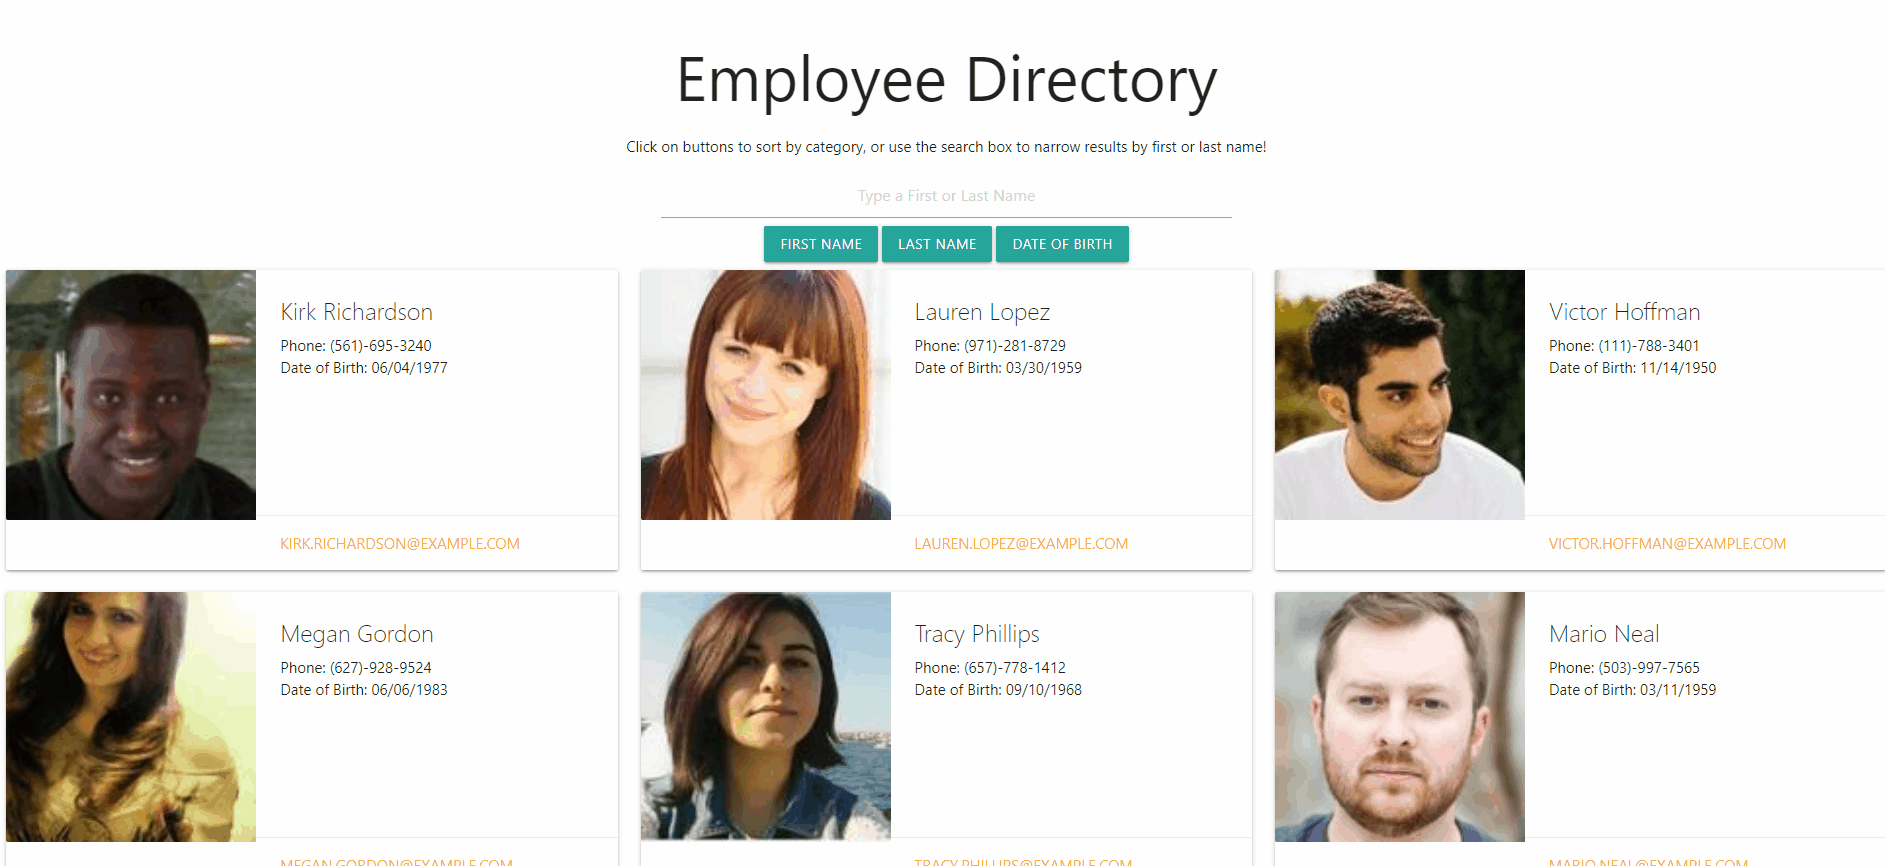 Employee Directory
Click on buttons to sort by category, or use the search box to narrow results by first or last name!
Type a First or Last Name
FIRST NAME LAST NAME DATE OF BIRTH
Kirk Richardson
Phone: (561)-695-3240
Date of Birth: 06/04/1977
KIRK.RICHARDSON@EXAMPLE.COM
Lauren Lopez
Phone: (971)-281-8729
Date of Birth: 03/30/1959
LAUREN.LOPEZ@EXAMPLE.COM
Victor Hoffman
Phone: (111)-788-3401
Date of Birth: 11/14/1950
VICTOR.HOFFMAN@EXAMPLE.COM
Megan Gordon
Phone: (627)-928-9524
Date of Birth: 06/06/1983
MEGAN.GORDON@EXAMPLE.COM
Tracy Phillips
Phone: (657)-778-1412
Date of Birth: 09/10/1968
TRACY.PHILLIPS@EXAMPLE.COM
Mario Neal
Phone: (503)-997-7565
Date of Birth: 03/11/1959
MARIO.NEAL@EXAMPLE.COM